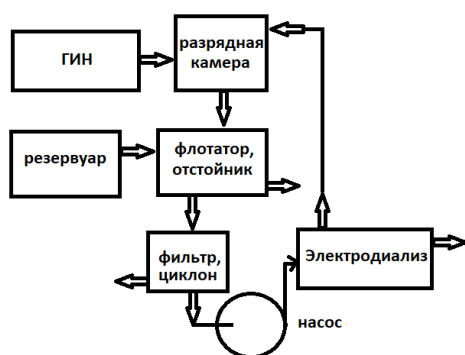 ГИН
разрядная
камера
резервуар
флотатор,
отстойник
фильтр,
циклон
Электродиализ
насос